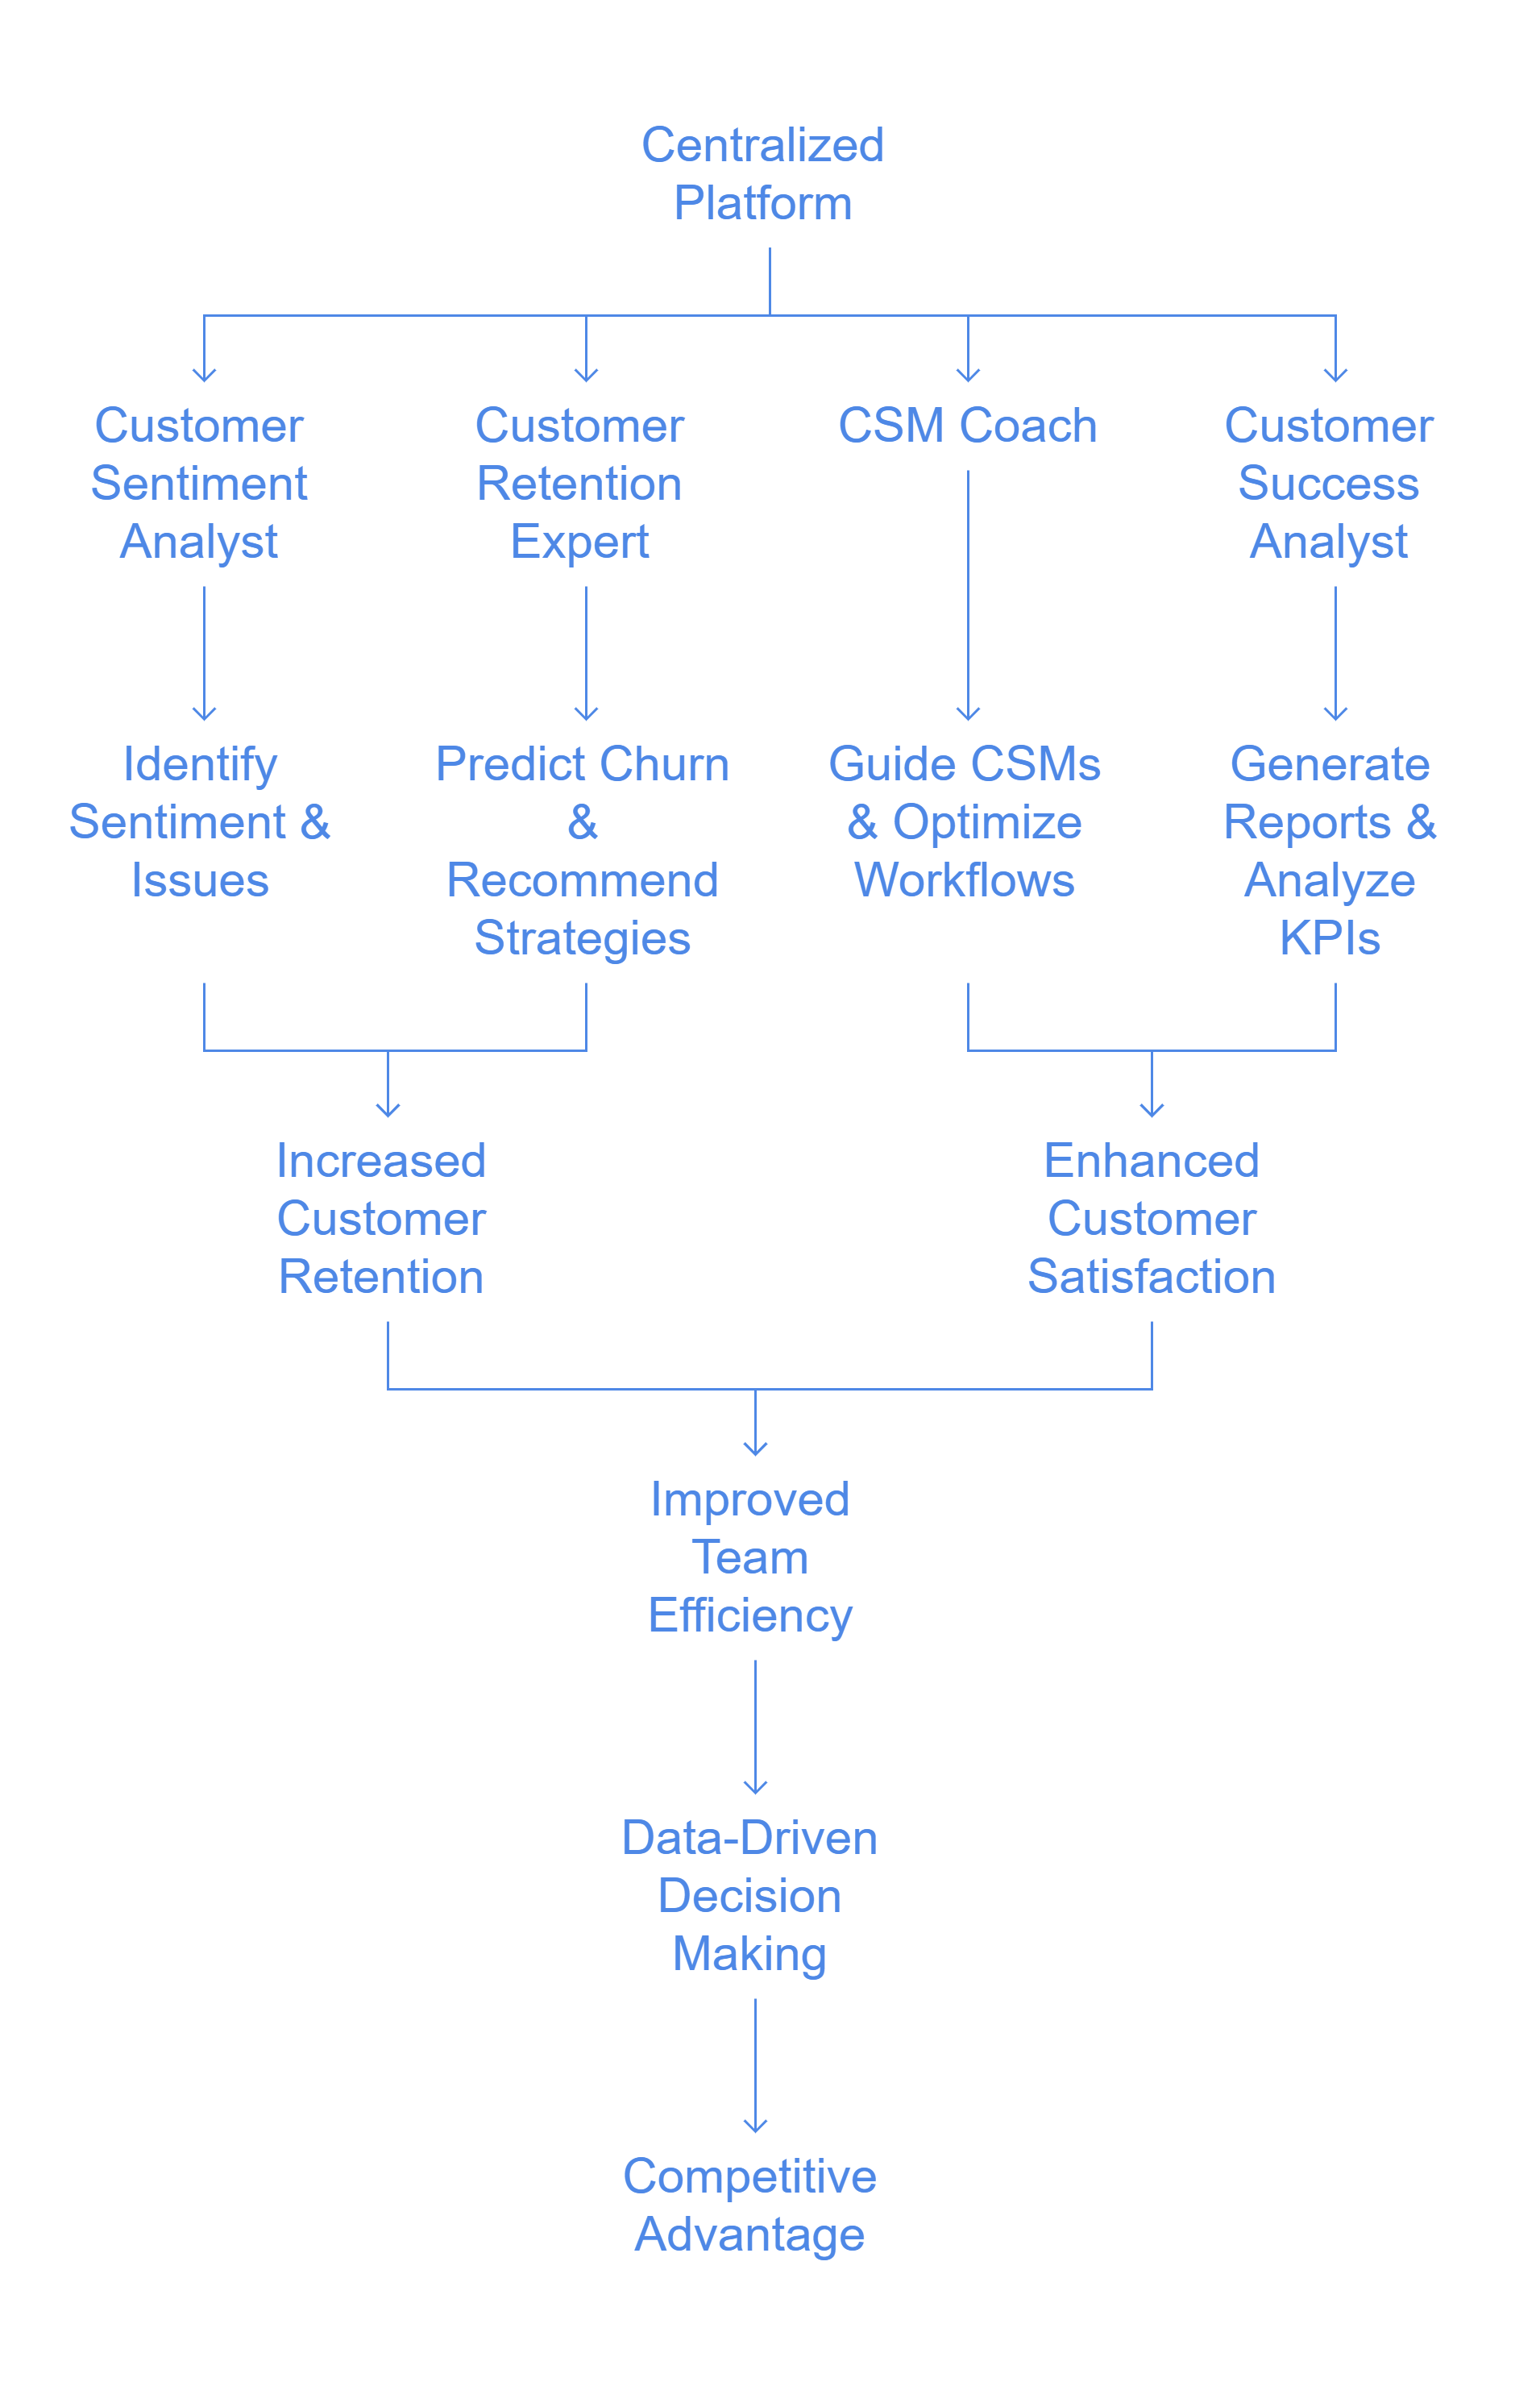 Centralized
Platform
Customer
Sentiment
Analyst
Customer
Retention
Expert
CSM Coach
Customer
Success
Analyst
Identify
Sentiment &
Issues
Predict Churn
&
Recommend
Strategies
Guide CSMs
& Optimize
Workflows
Generate
Reports &
Analyze
KPIs
Increased
Customer
Retention
Enhanced
Customer
Satisfaction
Improved
Team
Efficiency
Data-Driven
Decision
Making
Competitive
Advantage